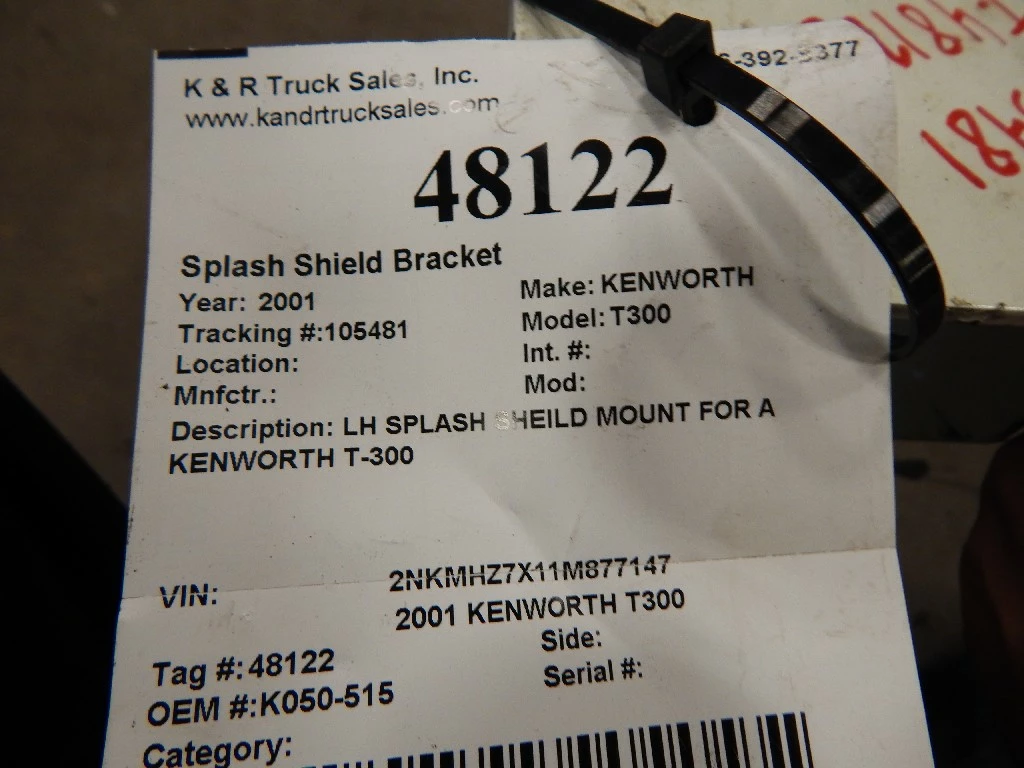 K & R Truck Sales, Inc.
www.kandrtrucksales.com
48122
Splash Shield Bracket
Year: 2001
Make: KENWORTH
Tracking #:105481
Model: T300
Location:
Int. #:
Mnfctr.:
Mod:
Description: LH SPLASH SHEILD MOUNT FOR A
KENWORTH T-300
VIN:
2NKMHZ7X11M877147
2001 KENWORTH T300
Side:
Tag #: 48122
Serial #:
OEM #:K050-515
Category: